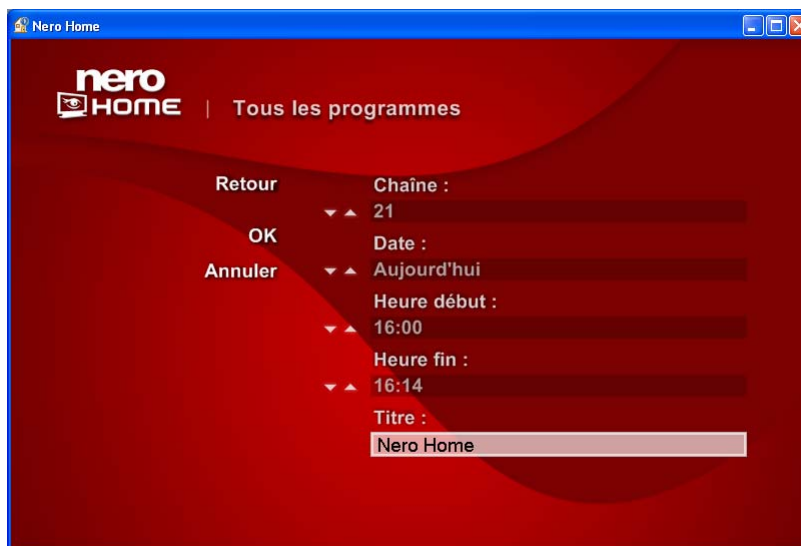 Nero Home
nero
HOME | Tous les programmes
Retour
Chaîne :
21
OK
Date :
Annuler
Aujourd'hui
Heure début :
16:00
Heure fin :
16:14
Titre :
Nero Home